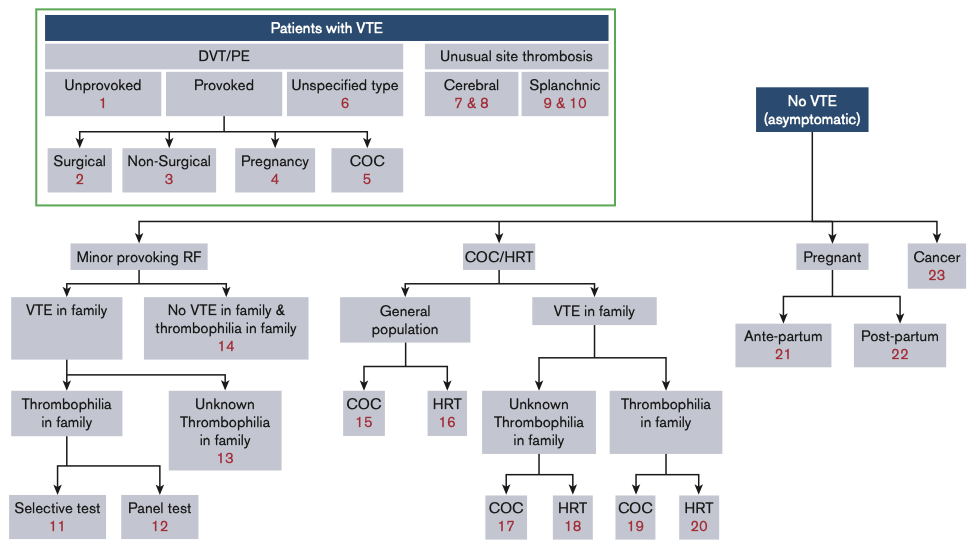 Patients with VTE
DVT/PE
Unusual site thrombosis
Unprovoked
1
Provoked
Unspecified type
6
Cerebral
7 & 8
Splanchnic
9 & 10
No VTE
(asymptomatic)
Surgical
2
Non-Surgical
3
Pregnancy
4
COC
5
Minor provoking RF
COC/HRT
Pregnant
Cancer
23
VTE in family
No VTE in family &
thrombophilia in family
14
General
population
VTE in family
Ante-partum
21
Post-partum
22
Thrombophilia
in family
Unknown
Thrombophilia
in family
13
COC
15
HRT
16
Unknown
Thrombophilia
in family
Thrombophilia
in family
Selective test
11
Panel test
12
COC
17
HRT
18
COC
19
HRT
20